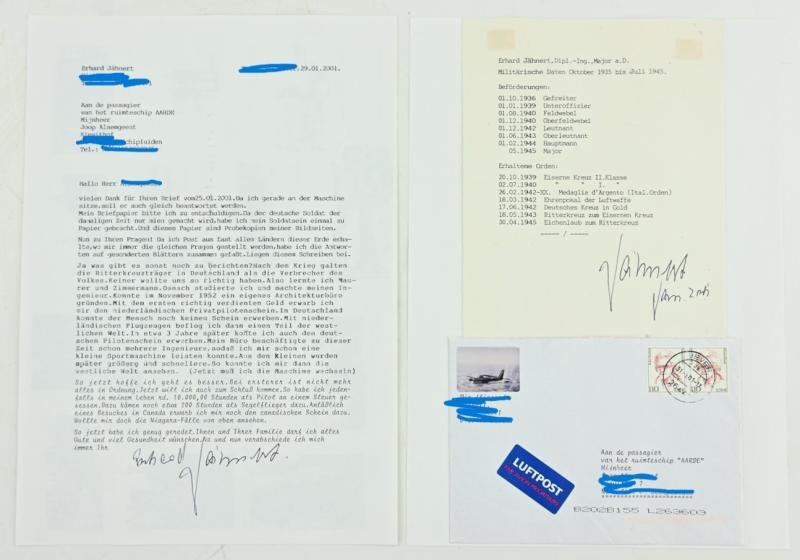 Erhard Jähnert
,29.01.2001.
Aan de passagier
van het ruimteschip AARDE
Mijnheer
Joop Alsemgeest
chipluiden
Tel.:
Hallo Herr
vielen Dank für Ihren Brief vom25.01.2001.Da ich gerade an der Maschine
sitze,soll er auch gleich beantwortet werden.
Mein Briefpapier bitte ich zu entschuldigen.Da der deutsche Soldat der
damaligen Zeit nur mies gemacht wird,habe ich mein Soldatsein einmal zu
Papier gebracht.Und dieses Papier sind Probekopien meiner Bildseiten.
Nun zu Ihren Fragen! Da ich Post aus fast allen Ländern dieser Erde erhal-
te,wo mir immer die gleichen Fragen gestellt werden,habe ich die Antwor-
ten auf gesonderten Blättern zusammen gefaßt.Liegen diesem Schreiben bei.
Ja was gibt es sonst noch zu berichten?Nach dem Krieg galten
die Ritterkreuzträger in Deutschland als die Verbrecher des
Volkes.Keiner wollte uns so richtig haben.Also lernte ich Mau-
rer und Zimmermann.Danach studierte ich und machte meinen In-
genieur.Konnte im November 1952 ein eigenes Architekturbüro
gründen.Mit dem ersten richtig verdienten Geld erwarb ich
mir den niederländischen Privatpilotenschein.In Deutschland
konnte der Mensch noch keinen Schein erwerben.Mit nieder-
ländischen Flugzeugen beflog ich dann einen Teil der west-
lichen Welt.In etwa 3 Jahre später konnte ich auch den deut-
schen Pilotenschein erwerben.Mein Büro beschäftigte zu dieser
Zeit schon mehrere Ingenieure,sodaß ich mir schon eine
kleine Sportmaschine leisten konnte.Aus den kleinen wurden
später größere und schnellere.So konnte ich mir dann die
westliche Welt ansehen. (Jetzt muß ich die Maschine wechseln)
So jetzt hoffe ich geht es besser.Bei ersterer ist nicht mehr
alles in Ordnung.Jetzt will ich auch zum Schluß kommen.So habe ich jeden-
falls in meinem Leben rd. 10.000,00 Stunden als Pilot an einem Steuer ge-
sessen.Dazu kommen noch etwa 100 Stunden als Segelflieger dazu.Anläßlich
eines Besuches in Canada erwarb ich mir noch den canadischen Schein dazu.
Wollte mir doch die Niagara-Fälle von oben ansehen.
So jetzt habe ich genug geredet.Ihnen und Ihrer Familie darf ich alles
Gute und viel Gesundheit wünschen.Ja und nun verabschiede ich mich
immer Ihr
Erhard Jähnert.
Erhard Jähnert,Dipl.-Ing.,Major a.D.
Militärische Daten Oktober 1935 bis Juli 1945.
Beförderungen:
01.10.1936 Gefreiter
01.01.1939 Unteroffizier
01.08.1940 Feldwebel
01.12.1940 Oberfeldwebel
01.12.1942 Leutnant
01.06.1943 Oberleutnant
01.02.1944 Hauptmann
05.1945 Major
Erhaltene Orden:
20.10.1939 Eiserne Kreuz II.Klasse
02.07.1940 " " I. "
26.02.1942-XX. Medaglia d'Argento (Ital.Orden)
18.03.1942 Ehrenpokal der Luftwaffe
17.06.1942 Deutsches Kreuz in Gold
18.05.1943 Ritterkreuz zum Eisernen Kreuz
30.04.1945 Eichenlaub zum Ritterkreuz
----- / -----
Jähnert
Jan. 2001
110
110
LUFTPOST
PAR AVION PRIORITAIRE
Aan de passagier
van het ruimteschip "AARDE"
Mijnheer
B202B155 L263603